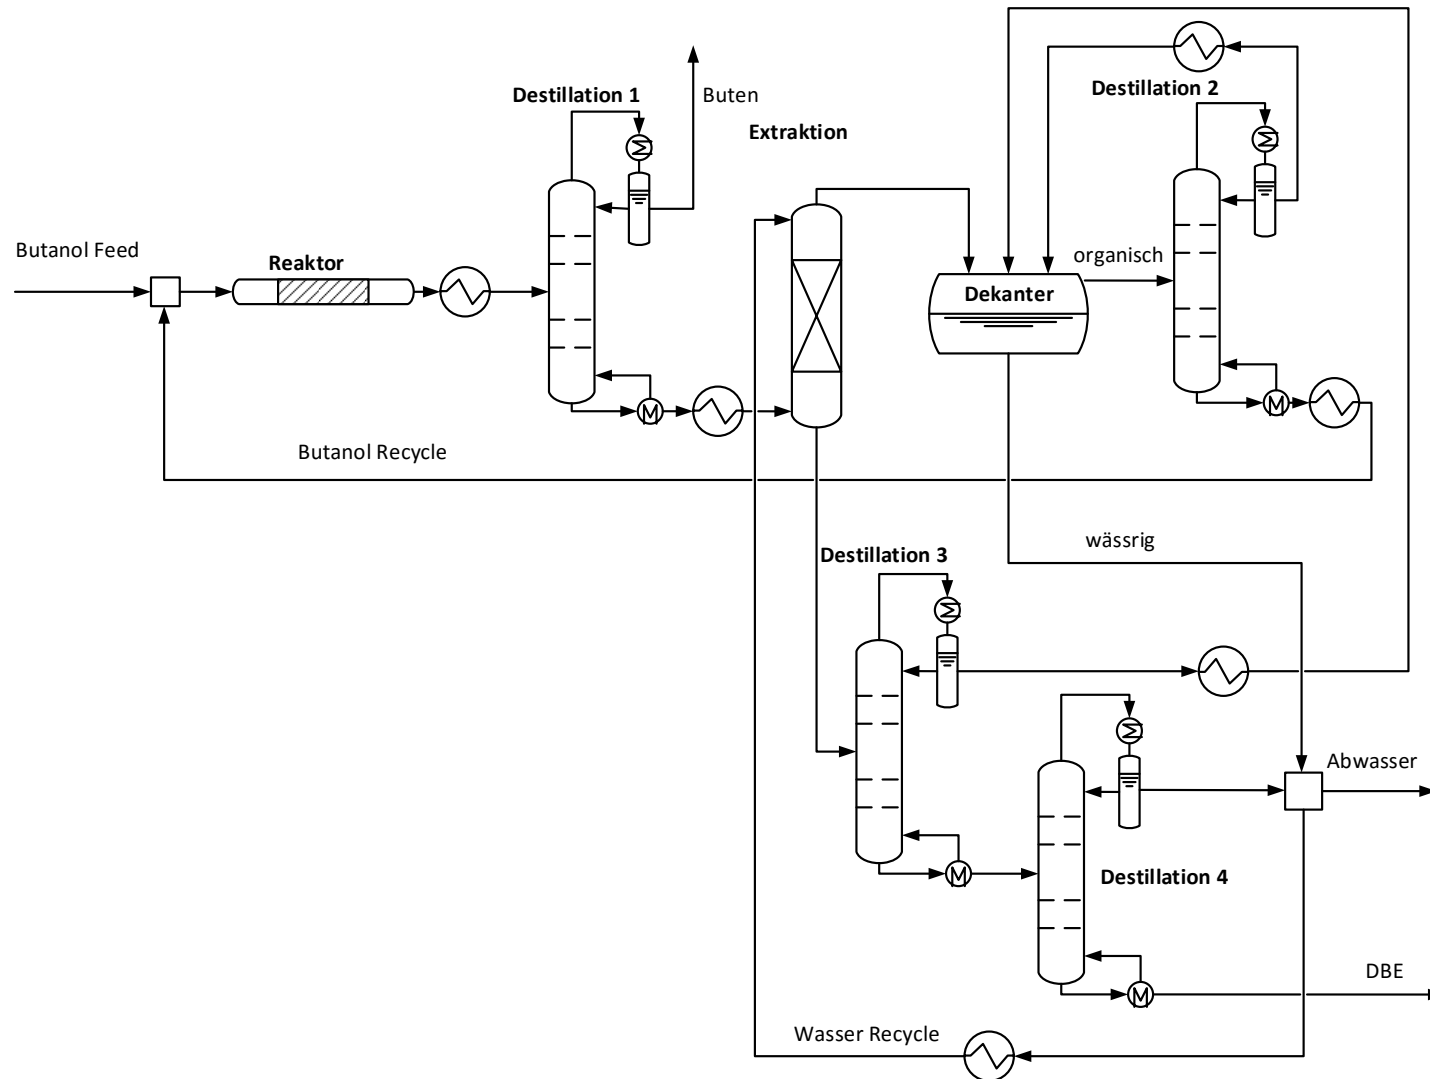 Destillation 1
Buten
Extraktion
Destillation 2
Butanol Feed
Reaktor
organisch
Dekanter
M
M
Butanol Recycle
wässrig
Destillation 3
Abwasser
M
Destillation 4
DBE
M
Wasser Recycle